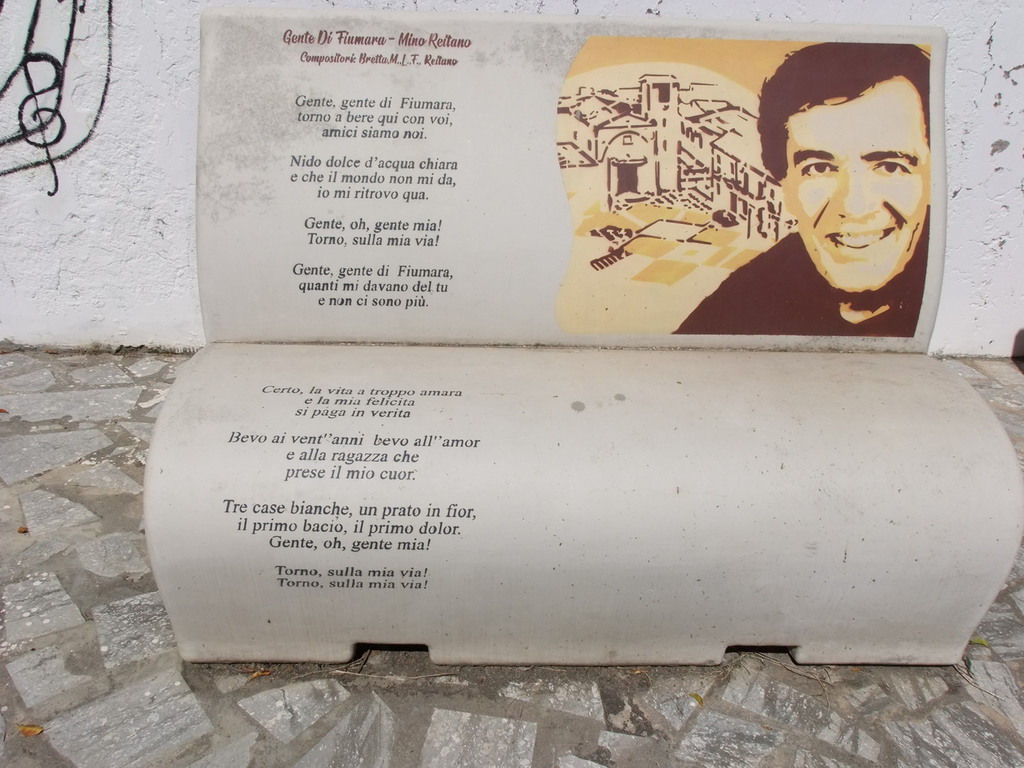 Gente Di Fiumara - Mino Reitano
Compositori: Bretta.M., L.F., Reitano
Gente, gente di Fiumara,
torno a bere qui con voi,
amici siamo noi.
Nido dolce d'acqua chiara
e che il mondo non mi da,
io mi ritrovo qua.
Gente, oh, gente mia!
Torno, sulla mia via!
Gente, gente di Fiumara,
quanti mi davano del tu
e non ci sono più.
Certo, la vita a troppo amara
e la mia felicita
si paga in verita
Bevo ai vent''anni bevo all''amor
e alla ragazza che
prese il mio cuor.
Tre case bianche, un prato in fior,
il primo bacio, il primo dolor.
Gente, oh, gente mia!
Torno, sulla mia via!
Torno, sulla mia via!